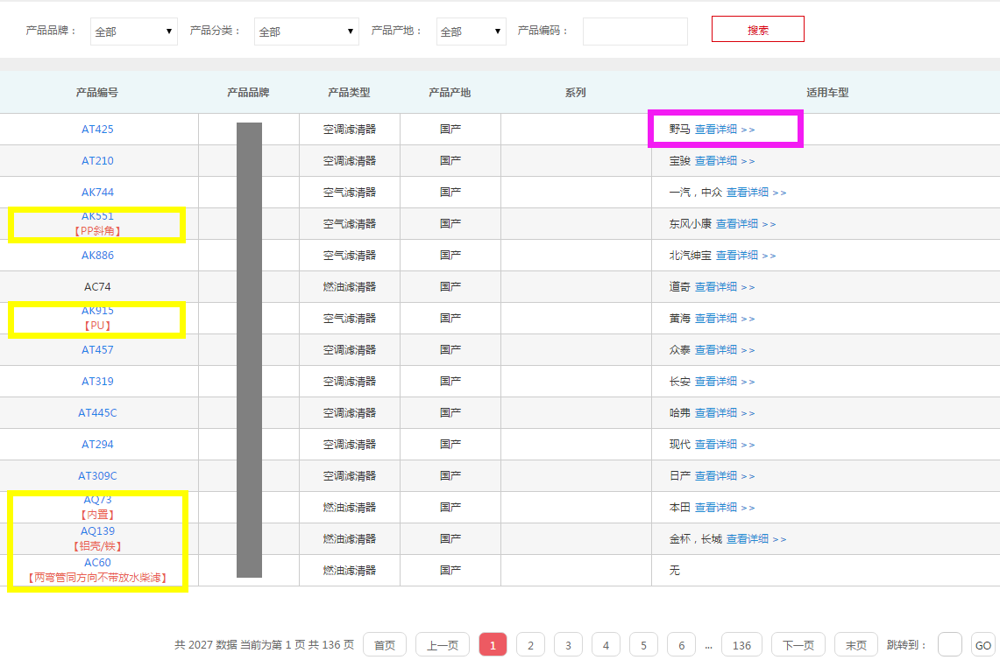 产品品牌： 全部 产品分类： 全部 产品产地： 全部 产品编码： 搜索
产品编号 产品品牌 产品类型 产品产地 系列 适用车型
AT425 空调滤清器 国产 野马 查看详细 >>
AT210 空调滤清器 国产 宝骏 查看详细 >>
AK744 空气滤清器 国产 一汽，中众 查看详细 >>
AK551 空气滤清器 国产 东风小康 查看详细 >>
【PP斜角】
AK886 空气滤清器 国产 北汽绅宝 查看详细 >>
AC74 燃油滤清器 国产 道奇 查看详细 >>
AK915 空气滤清器 国产 黄海 查看详细 >>
【PU】
AT457 空调滤清器 国产 众泰 查看详细 >>
AT319 空调滤清器 国产 长安 查看详细 >>
AT445C 空调滤清器 国产 哈弗 查看详细 >>
AT294 空调滤清器 国产 现代 查看详细 >>
AT309C 空调滤清器 国产 日产 查看详细 >>
AQ73 燃油滤清器 国产 本田 查看详细 >>
【内置】
AQ139 燃油滤清器 国产 金杯，长城 查看详细 >>
【铝壳/铁】
AC60 燃油滤清器 国产 无
【两弯管同方向不带放水柴滤】
共 2027 数据 当前为第 1 页 共 136 页 首页 上一页 1 2 3 4 5 6 ... 136 下一页 末页 跳转到： GO